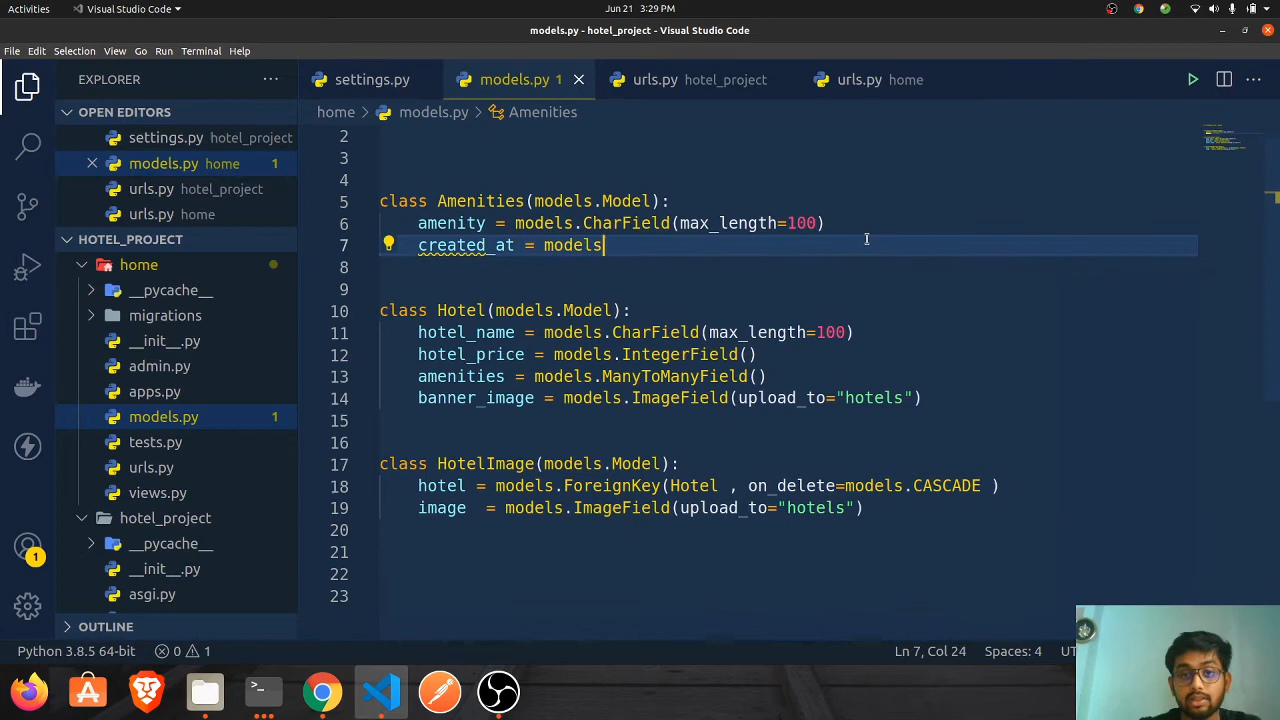 Activities
Visual Studio Code
Jun 21 3:29 PM
models.py - hotel_project - Visual Studio Code
File Edit Selection View Go Run Terminal Help
EXPLORER
OPEN EDITORS
settings.py hotel_project
models.py home 1
urls.py hotel_project
urls.py home
HOTEL_PROJECT
home
__pycache__
migrations
__init__.py
admin.py
apps.py
models.py 1
tests.py
urls.py
views.py
hotel_project
__pycache__
__init__.py
asgi.py
OUTLINE
settings.py
models.py 1
urls.py hotel_project
urls.py home
home > models.py > Amenities
2
3
4
5 class Amenities(models.Model):
6 amenity = models.CharField(max_length=100)
7 created_at = models
8
9
10 class Hotel(models.Model):
11 hotel_name = models.CharField(max_length=100)
12 hotel_price = models.IntegerField()
13 amenities = models.ManyToManyField()
14 banner_image = models.ImageField(upload_to="hotels")
15
16
17 class HotelImage(models.Model):
18 hotel = models.ForeignKey(Hotel , on_delete=models.CASCADE )
19 image  = models.ImageField(upload_to="hotels")
20
21
22
23
1
Python 3.8.5 64-bit 0 1
Ln 7, Col 24 Spaces: 4